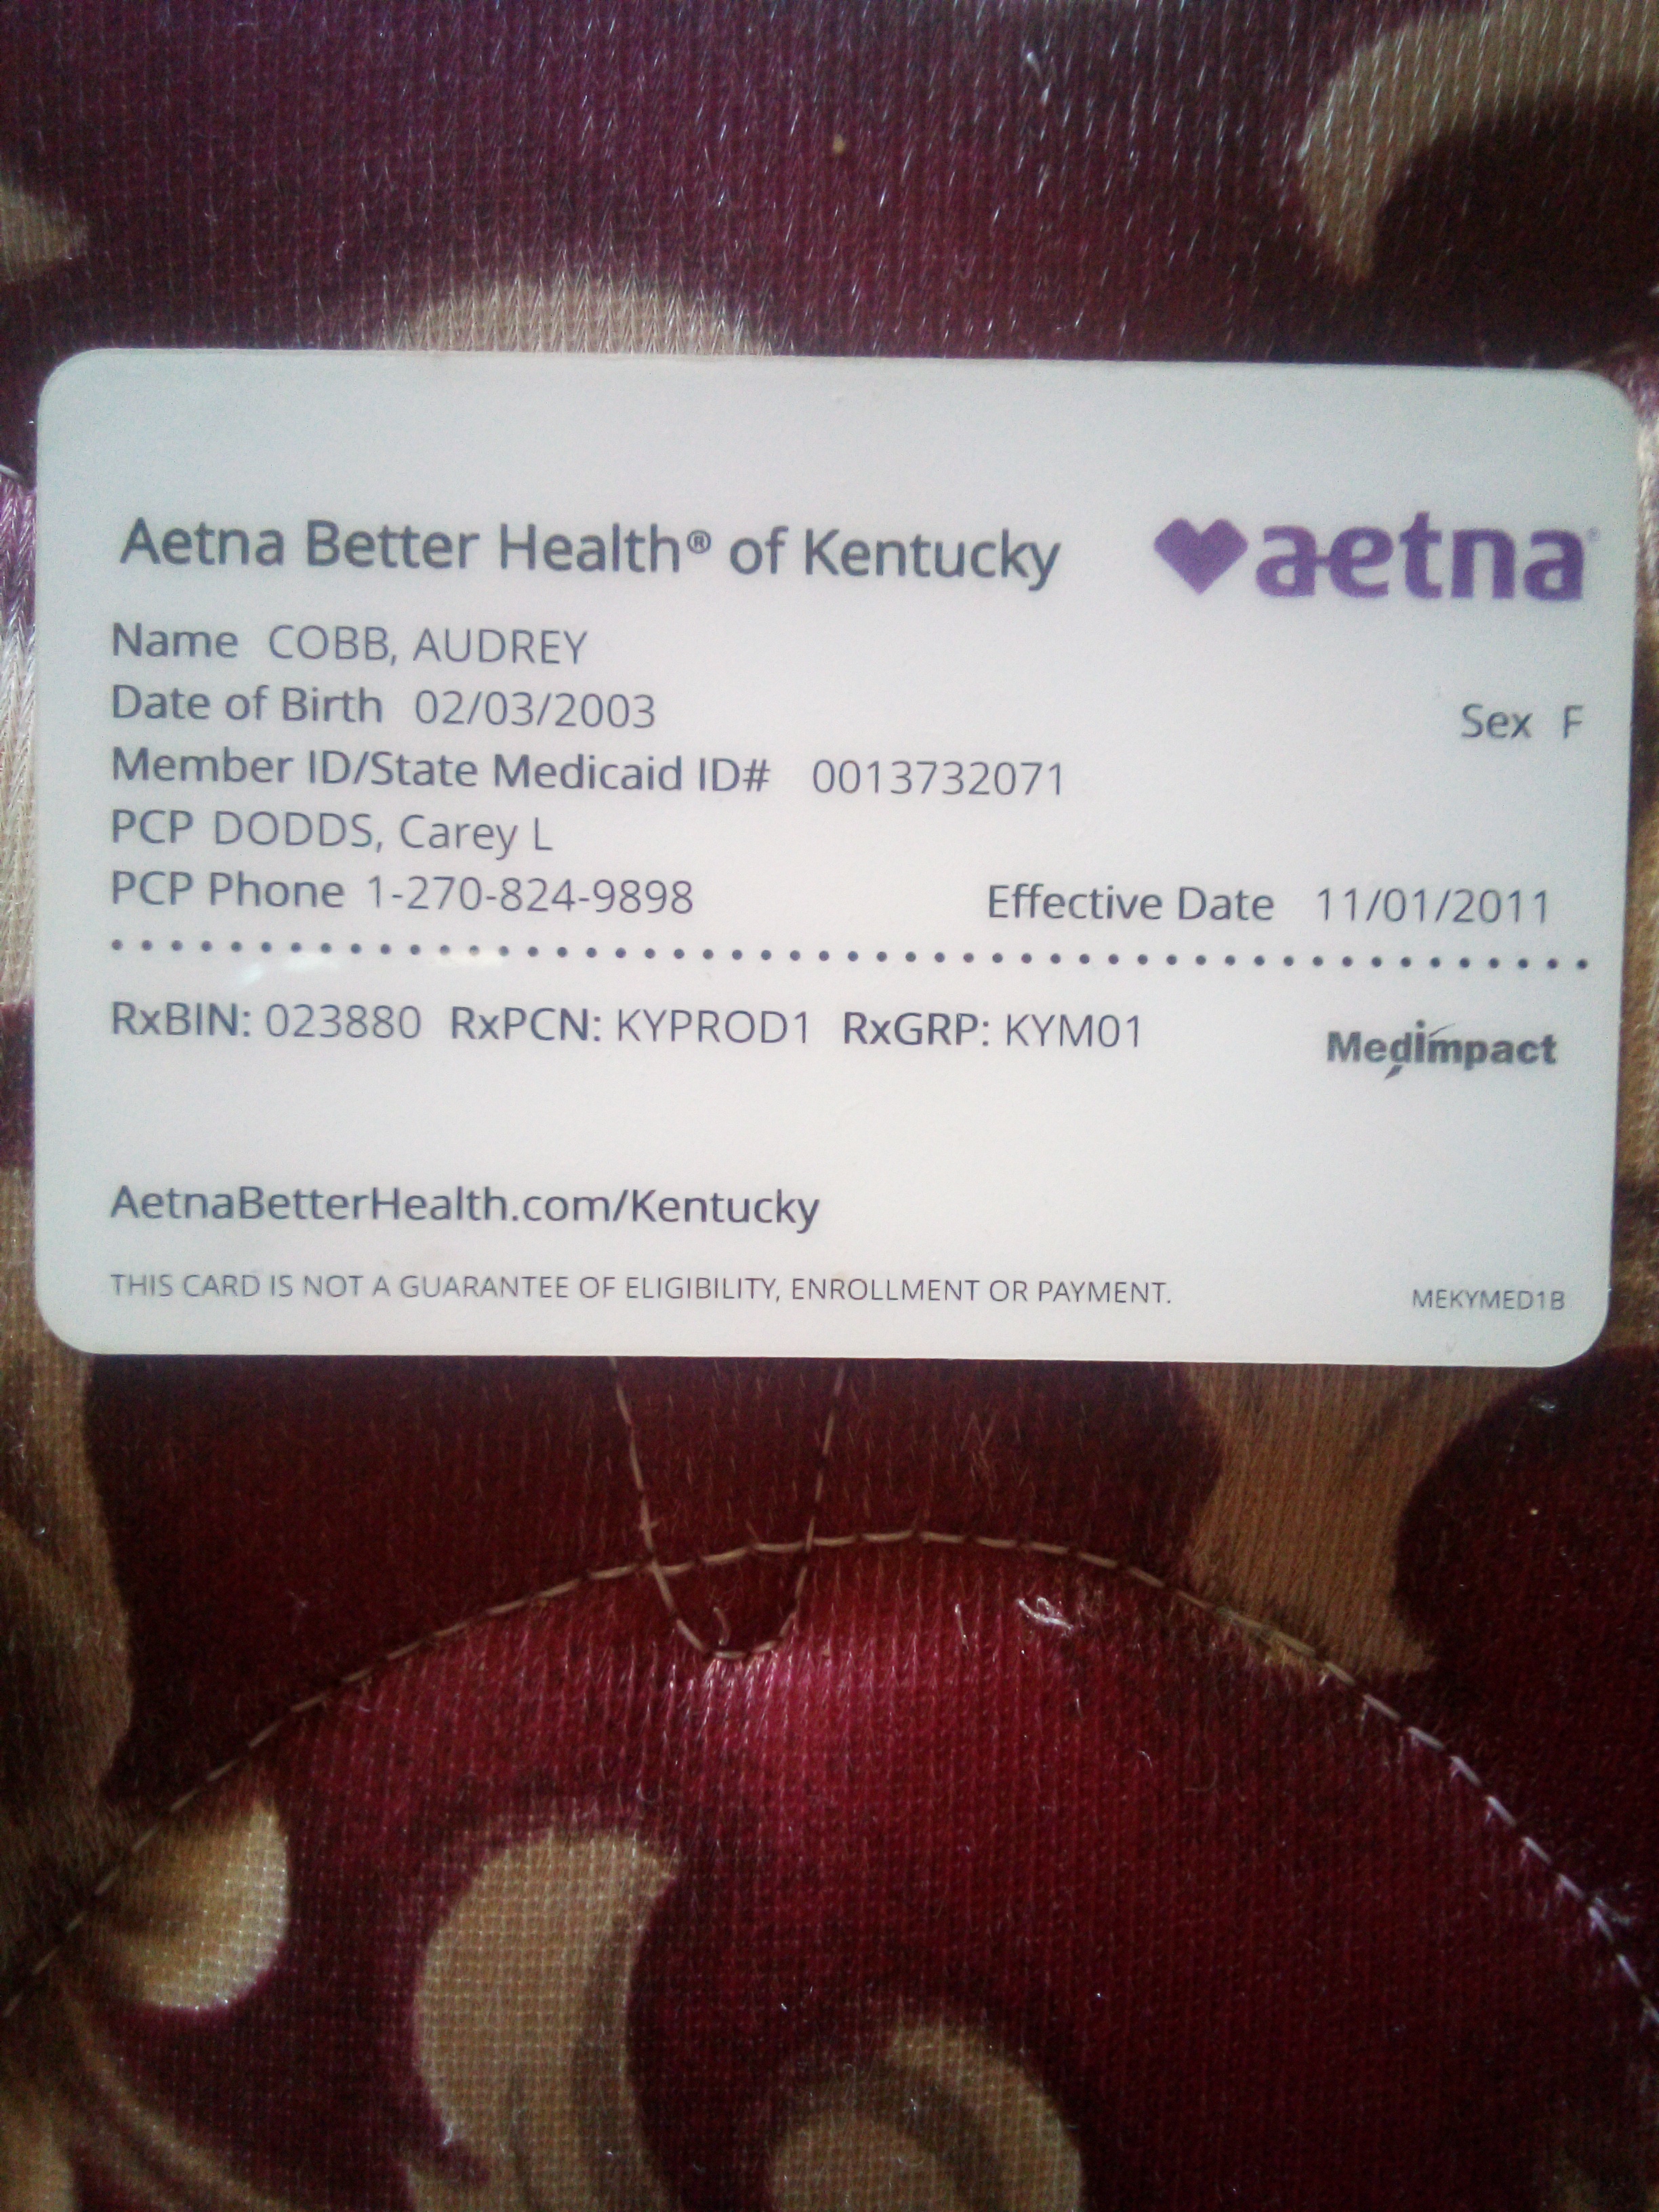 Aetna Better Health® of Kentucky
aetna®
Name COBB, AUDREY
Date of Birth 02/03/2003
Sex F
Member ID/State Medicaid ID# 0013732071
PCP DODDS, Carey L
PCP Phone 1-270-824-9898
Effective Date 11/01/2011
RxBIN: 023880 RxPCN: KYPROD1 RxGRP: KYM01
MedImpact
AetnaBetterHealth.com/Kentucky
THIS CARD IS NOT A GUARANTEE OF ELIGIBILITY, ENROLLMENT OR PAYMENT.
MEKYMED1B